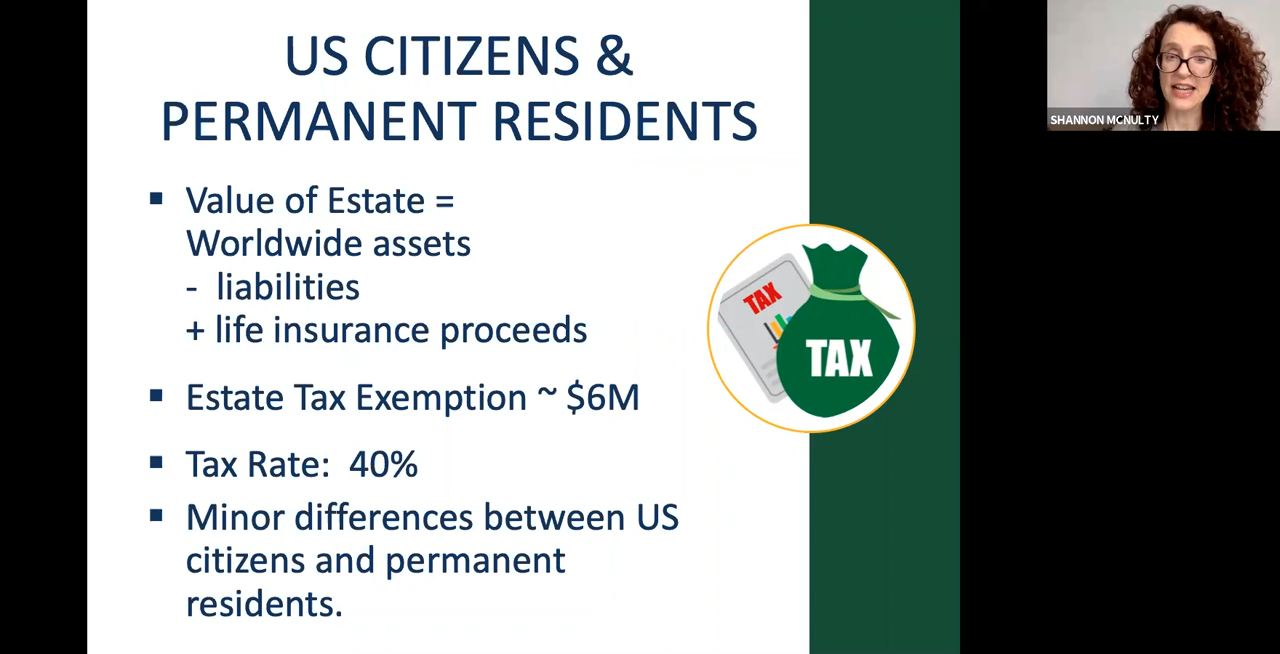 US CITIZENS &
PERMANENT RESIDENTS
▪ Value of Estate =
Worldwide assets
- liabilities
+ life insurance proceeds
▪ Estate Tax Exemption ~ $6M
▪ Tax Rate: 40%
▪ Minor differences between US
citizens and permanent
residents.
TAX
TAX
SHANNON MCNULTY